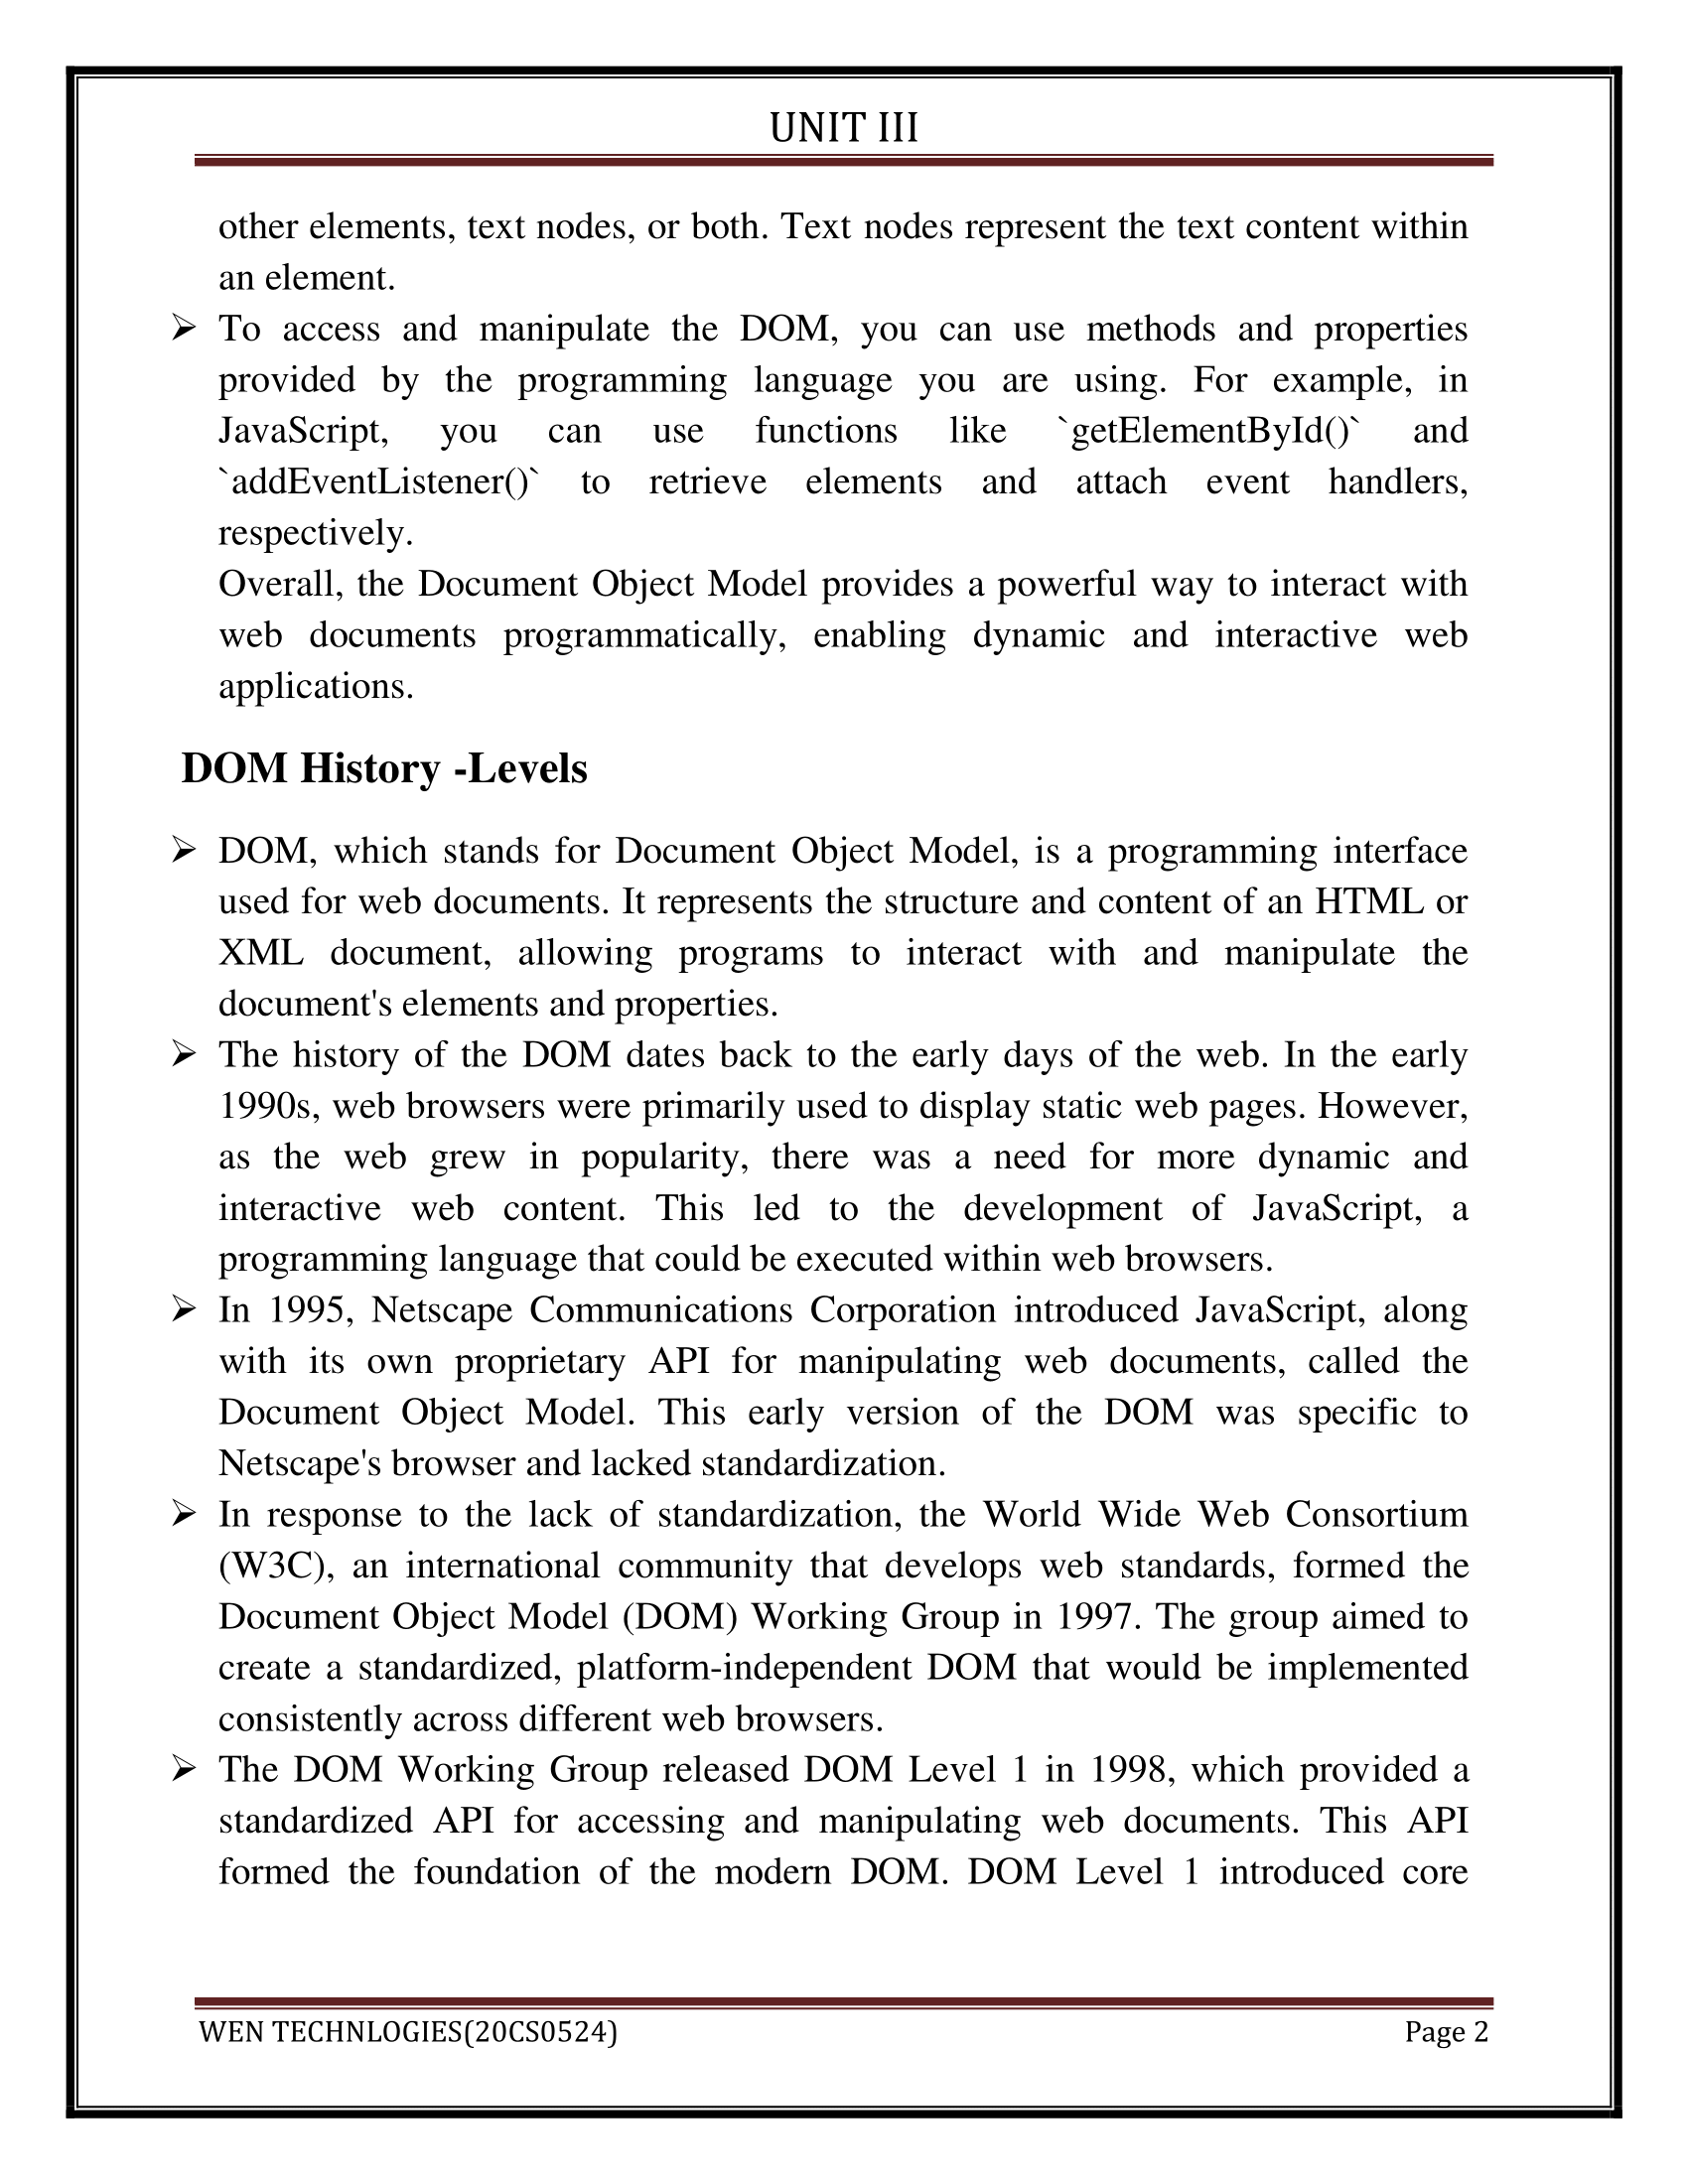 UNIT III
other elements, text nodes, or both. Text nodes represent the text content within
an element.
➢ To access and manipulate the DOM, you can use methods and properties
provided by the programming language you are using. For example, in
JavaScript, you can use functions like `getElementById()` and
`addEventListener()` to retrieve elements and attach event handlers,
respectively.
Overall, the Document Object Model provides a powerful way to interact with
web documents programmatically, enabling dynamic and interactive web
applications.
DOM History -Levels
➢ DOM, which stands for Document Object Model, is a programming interface
used for web documents. It represents the structure and content of an HTML or
XML document, allowing programs to interact with and manipulate the
document's elements and properties.
➢ The history of the DOM dates back to the early days of the web. In the early
1990s, web browsers were primarily used to display static web pages. However,
as the web grew in popularity, there was a need for more dynamic and
interactive web content. This led to the development of JavaScript, a
programming language that could be executed within web browsers.
➢ In 1995, Netscape Communications Corporation introduced JavaScript, along
with its own proprietary API for manipulating web documents, called the
Document Object Model. This early version of the DOM was specific to
Netscape's browser and lacked standardization.
➢ In response to the lack of standardization, the World Wide Web Consortium
(W3C), an international community that develops web standards, formed the
Document Object Model (DOM) Working Group in 1997. The group aimed to
create a standardized, platform-independent DOM that would be implemented
consistently across different web browsers.
➢ The DOM Working Group released DOM Level 1 in 1998, which provided a
standardized API for accessing and manipulating web documents. This API
formed the foundation of the modern DOM. DOM Level 1 introduced core
WEN TECHNLOGIES(20CS0524) Page 2